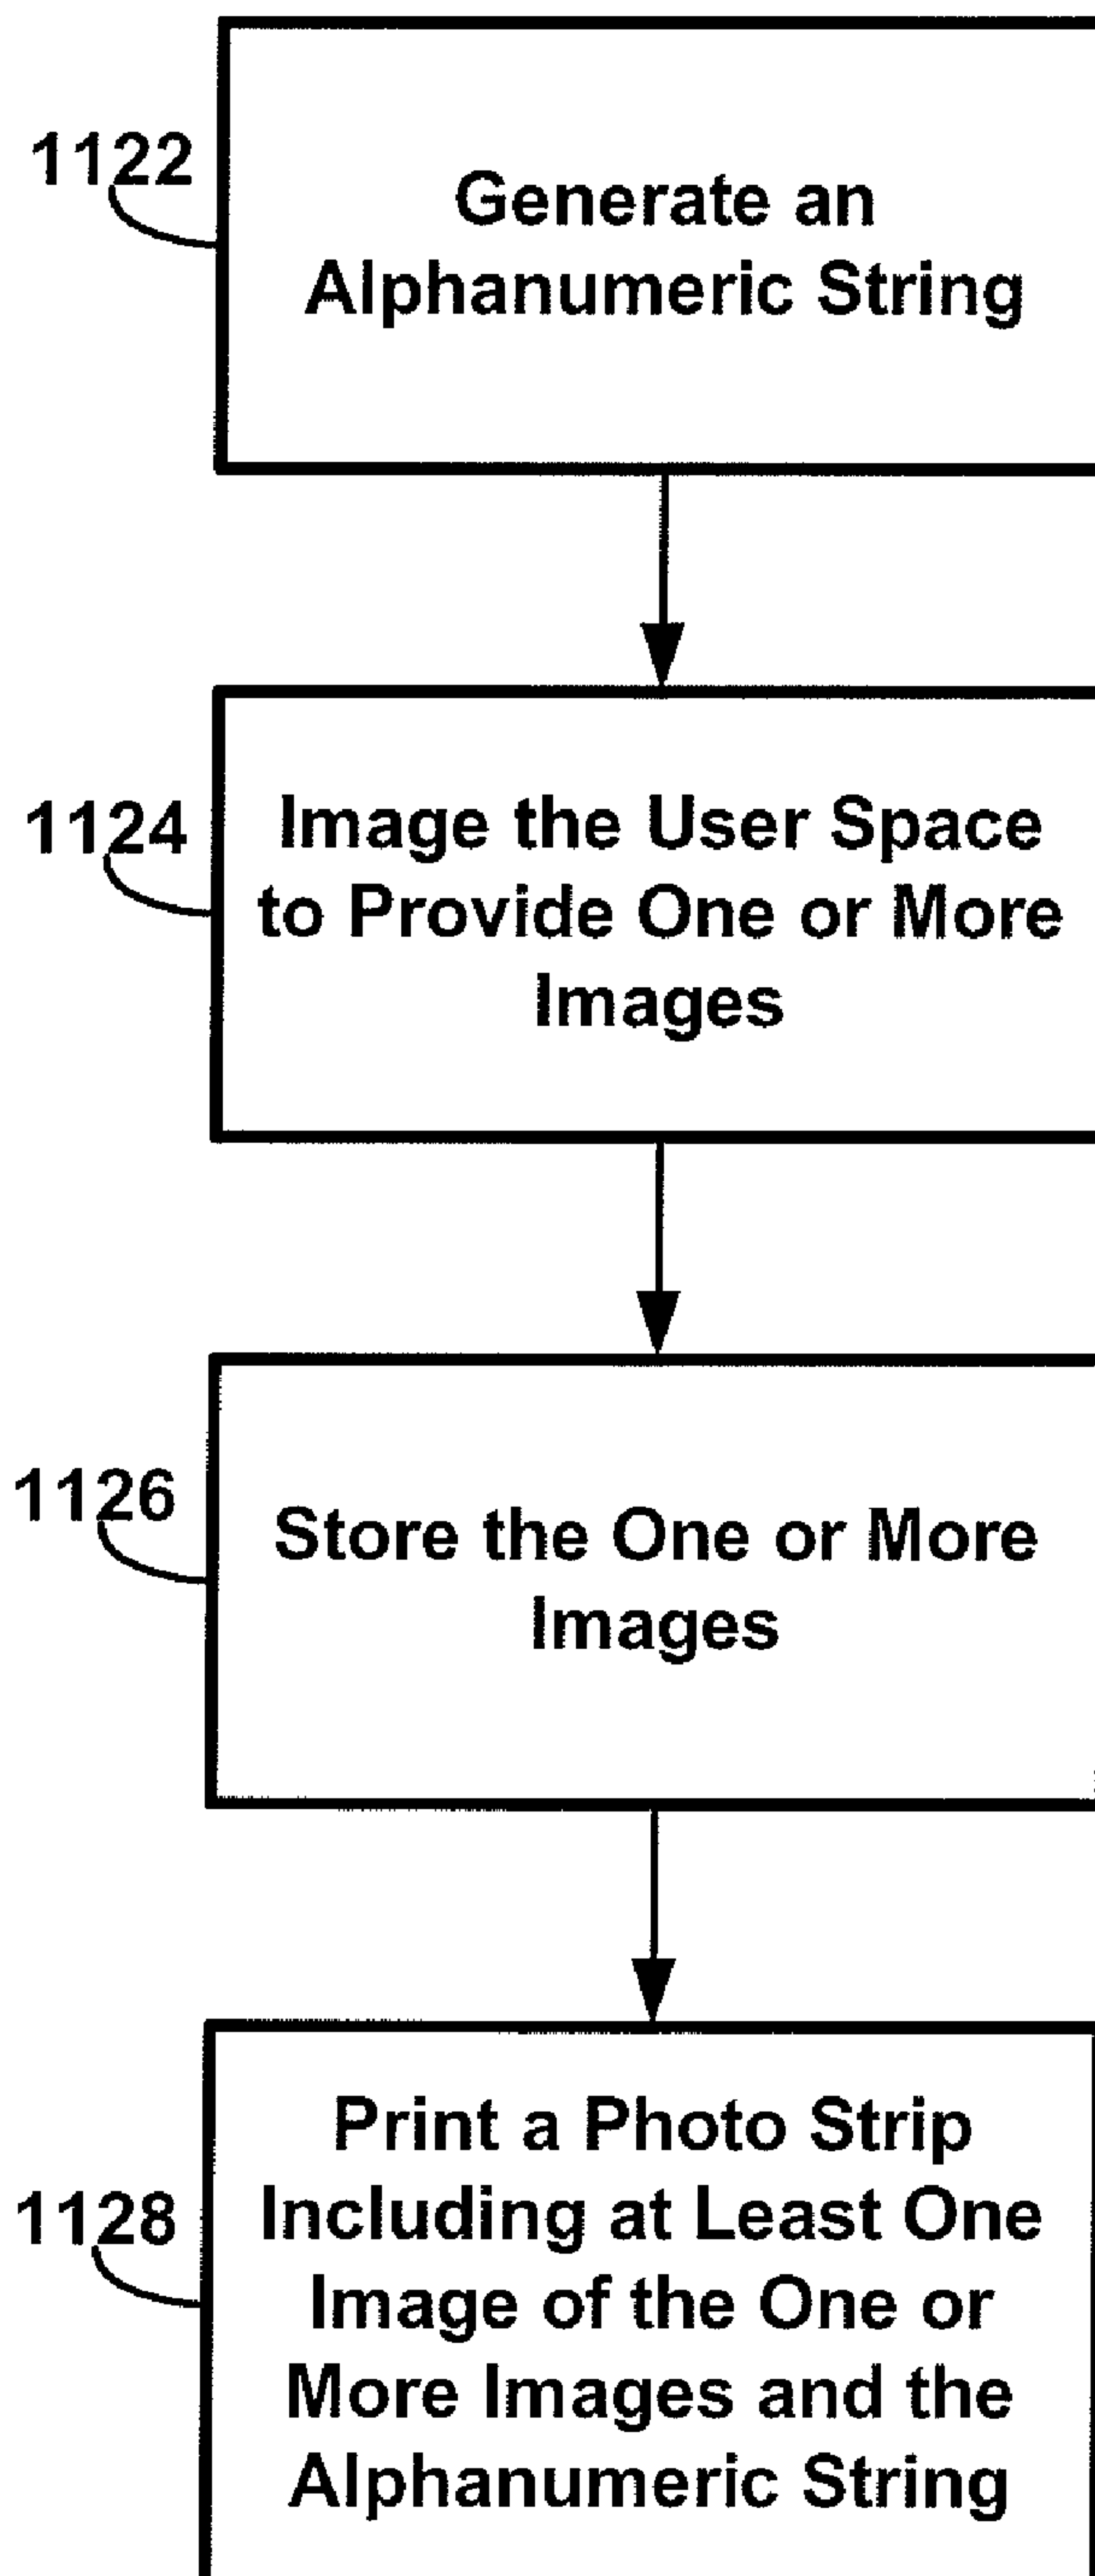 1122
Generate an
Alphanumeric String
1124
Image the User Space
to Provide One or More
Images
1126
Store the One or More
Images
1128
Print a Photo Strip
Including at Least One
Image of the One or
More Images and the
Alphanumeric String